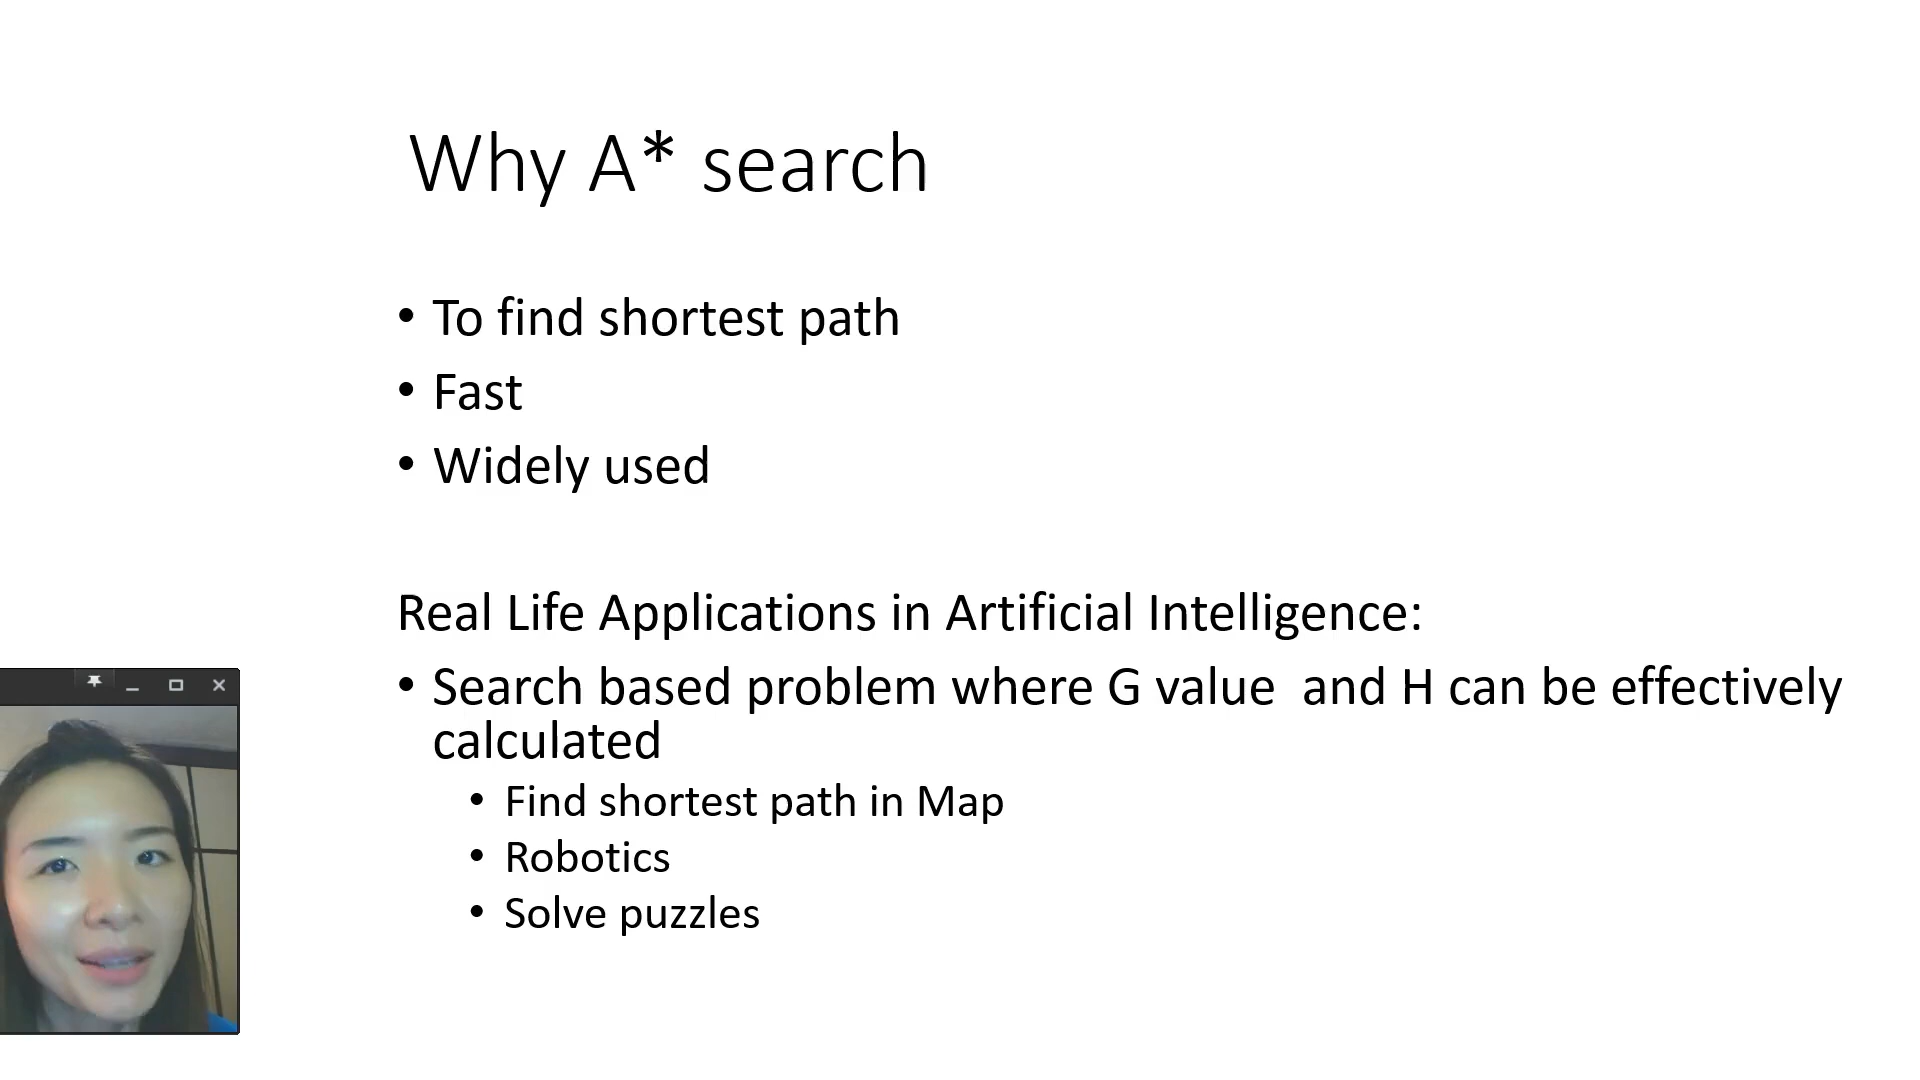 Why A* search
• To find shortest path
• Fast
• Widely used
Real Life Applications in Artificial Intelligence:
• Search based problem where G value  and H can be effectively
calculated
• Find shortest path in Map
• Robotics
• Solve puzzles